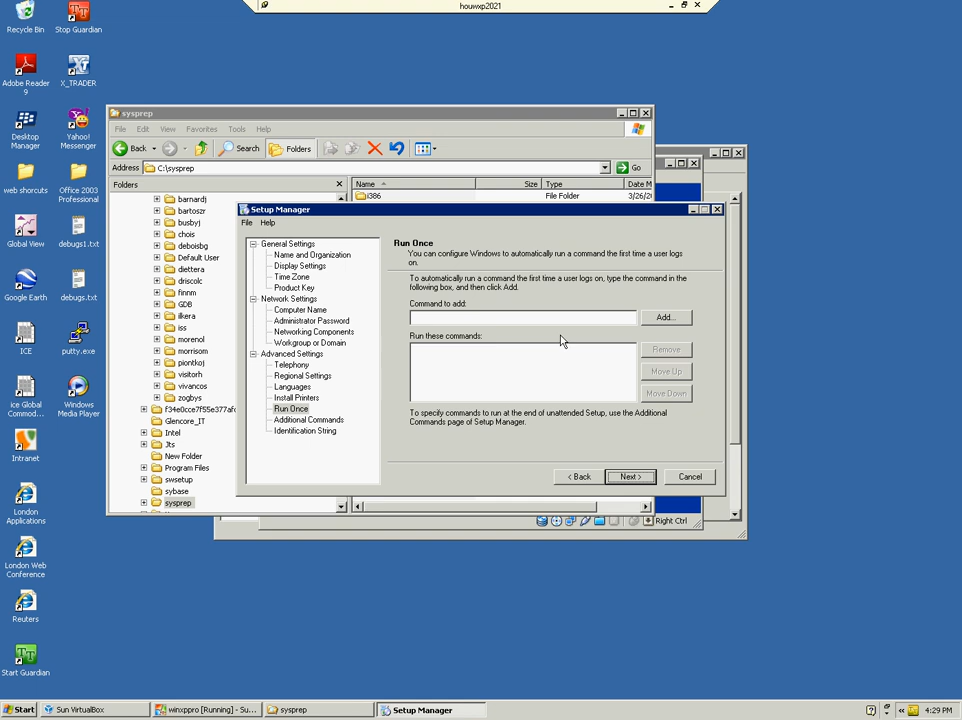 houwxp2021
Recycle Bin
Stop Guardian
Adobe Reader
9
X_TRADER
Desktop
Manager
Yahoo!
Messenger
web shorcuts
Office 2003
Professional
Global View
debugs1.txt
Google Earth
debugs.txt
ICE
putty.exe
ice Global
Commod...
Windows
Media Player
Intranet
London
Applications
London Web
Conference
Reuters
Start Guardian
sysprep
File Edit View Favorites Tools Help
Back Search Folders
Address C:\sysprep Go
Folders
Name Size Type Date M
i386 File Folder 3/26/2
barnardj
bartoszr
busbyj
chois
deboisbg
Default User
diettera
driscolc
finnm
GDB
ikarra
iss
morenol
morrisom
piontkoj
visitorh
vivancos
zogbys
f34e0cce7f55e377afc
Glencore_IT
Intel
Jts
New Folder
Program Files
swsetup
sybase
sysprep
Setup Manager
File Help
General Settings
Name and Organization
Display Settings
Time Zone
Product Key
Network Settings
Computer Name
Administrator Password
Networking Components
Workgroup or Domain
Advanced Settings
Telephony
Regional Settings
Languages
Install Printers
Run Once
Additional Commands
Identification String
Run Once
You can configure Windows to automatically run a command the first time a user logs
on.
To automatically run a command the first time a user logs on, type the command in the
following box, and then click Add.
Command to add:
Add...
Run these commands:
Remove
Move Up
Move Down
To specify commands to run at the end of unattended Setup, use the Additional
Commands page of Setup Manager.
< Back Next > Cancel
Right Ctrl
Start Sun VirtualBox winxppro [Running] - Su... sysprep Setup Manager 4:29 PM